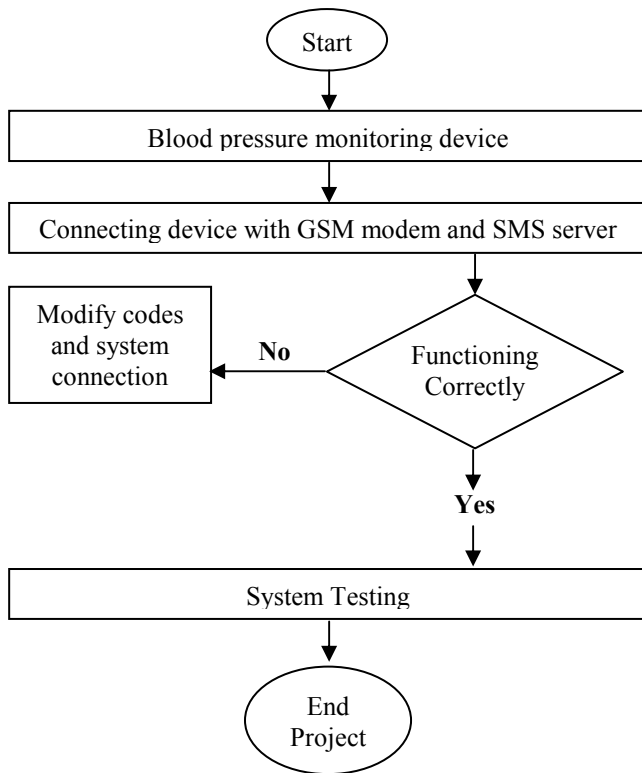 Start
Blood pressure monitoring device
Connecting device with GSM modem and SMS server
Modify codes
and system
connection
No
Functioning
Correctly
Yes
System Testing
End
Project